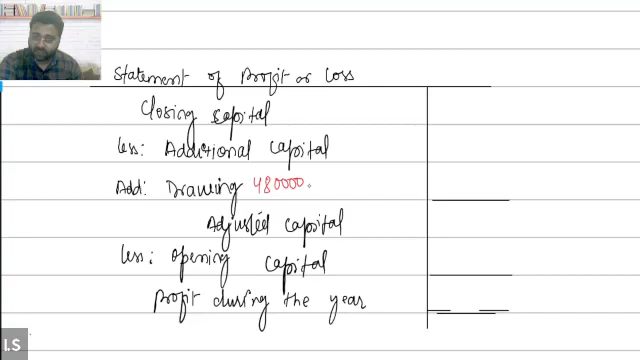 Statement of Profit or Loss
Closing Capital
less: Additional Capital
Add: Drawing 480000
Adjusted Capital
less: Opening Capital
Profit during the year
I.S